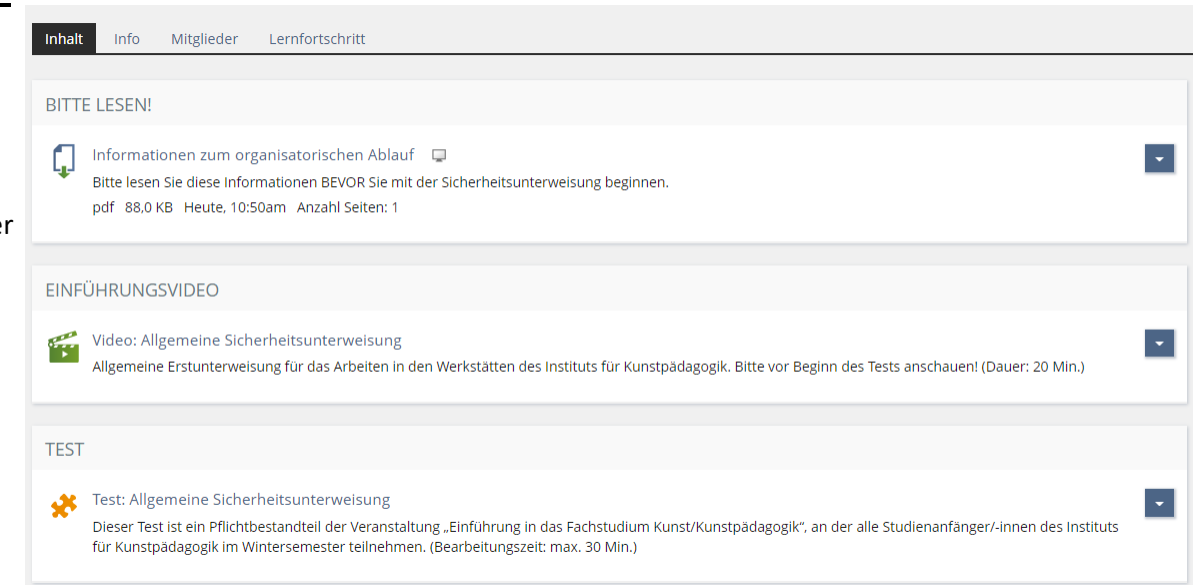 Inhalt Info Mitglieder Lernfortschritt
BITTE LESEN!
Informationen zum organisatorischen Ablauf
Bitte lesen Sie diese Informationen BEVOR Sie mit der Sicherheitsunterweisung beginnen.
pdf 88,0 KB Heute, 10:50am Anzahl Seiten: 1
er
EINFÜHRUNGSVIDEO
Video: Allgemeine Sicherheitsunterweisung
Allgemeine Erstunterweisung für das Arbeiten in den Werkstätten des Instituts für Kunstpädagogik. Bitte vor Beginn des Tests anschauen! (Dauer: 20 Min.)
TEST
Test: Allgemeine Sicherheitsunterweisung
Dieser Test ist ein Pflichtbestandteil der Veranstaltung „Einführung in das Fachstudium Kunst/Kunstpädagogik“, an der alle Studienanfänger/-innen des Instituts
für Kunstpädagogik im Wintersemester teilnehmen. (Bearbeitungszeit: max. 30 Min.)